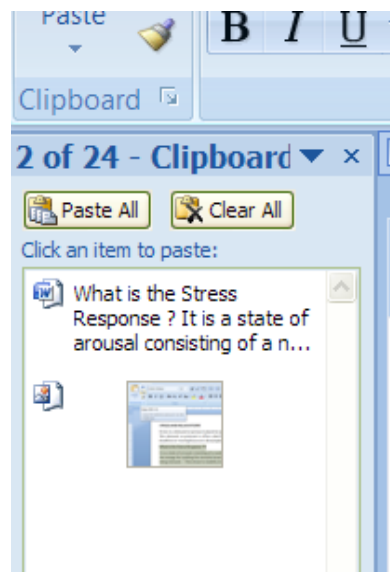 Paste
B I U
Clipboard
2 of 24 - Clipboard
Paste All Clear All
Click an item to paste:
What is the Stress
Response ? It is a state of
arousal consisting of a n...